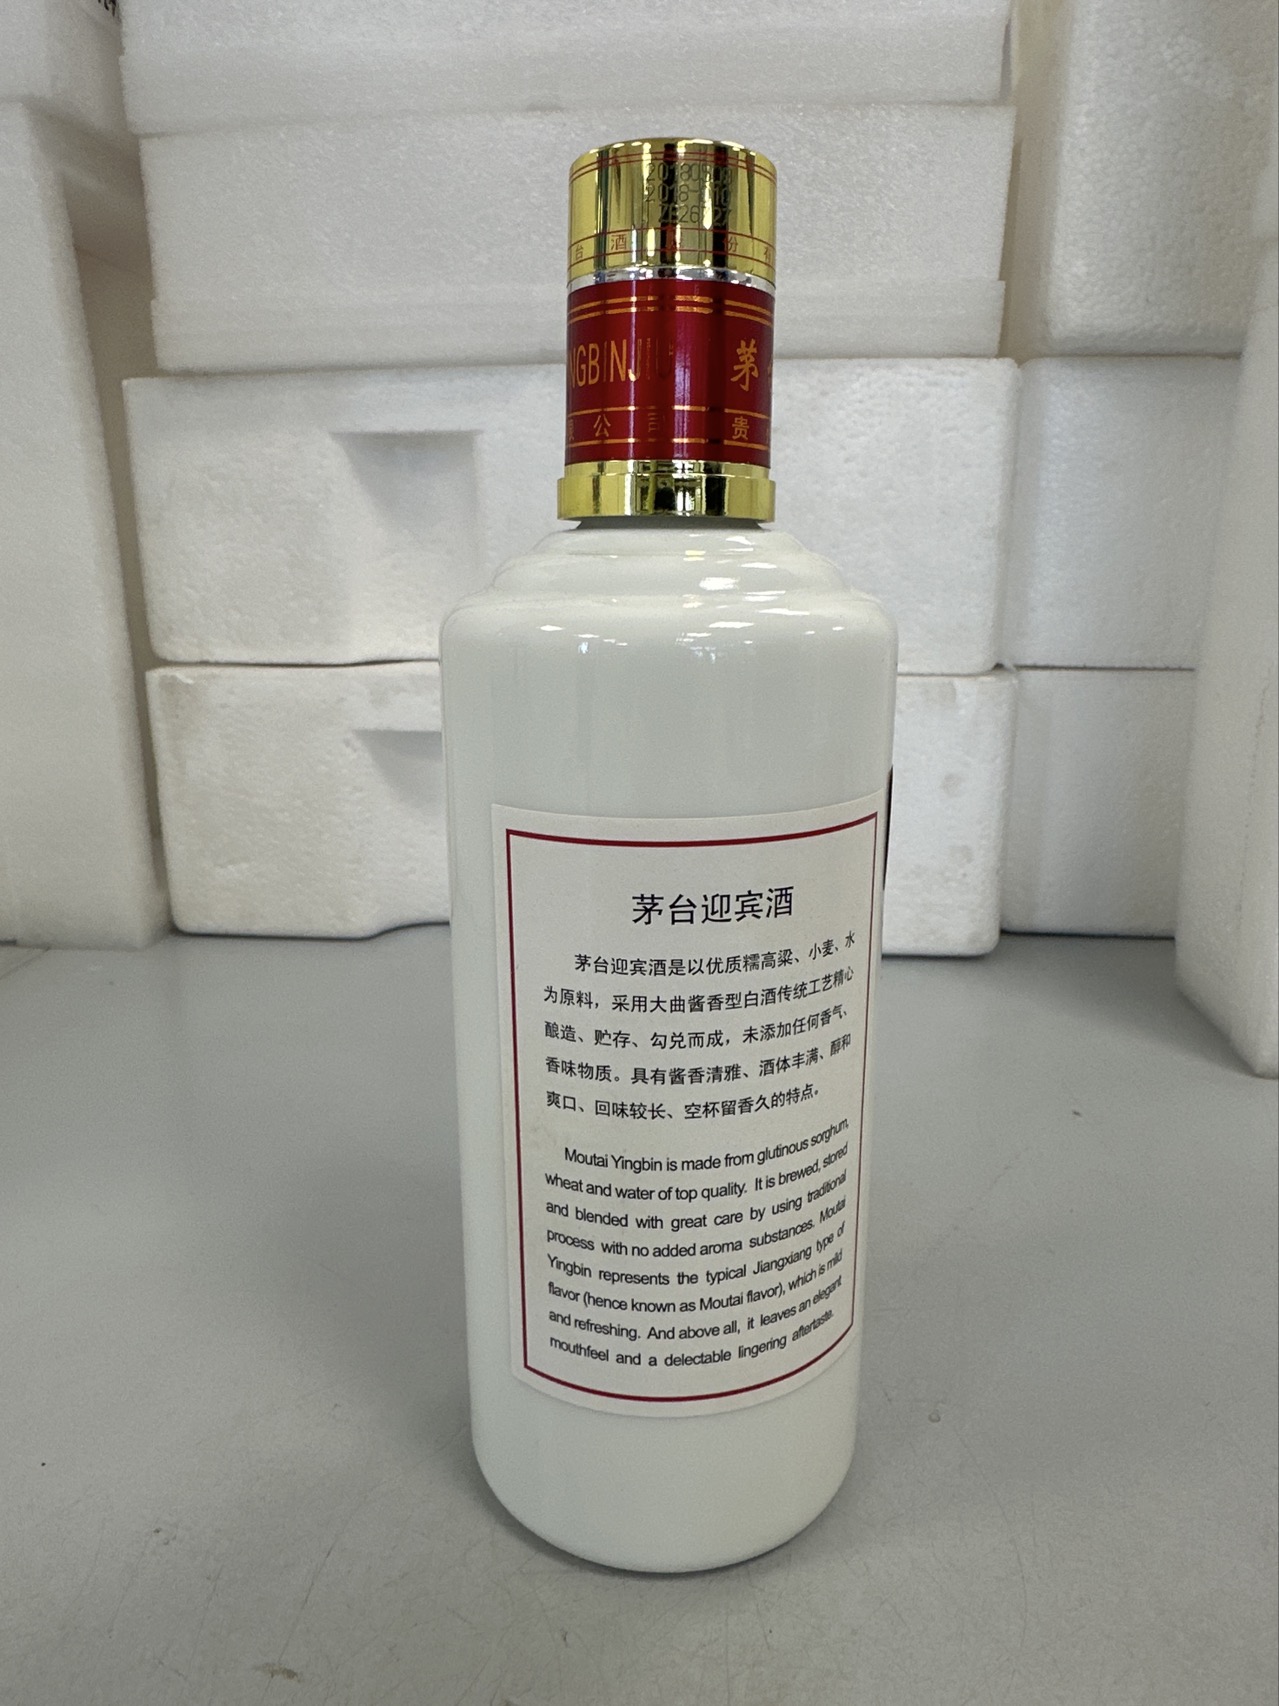 2018-010
台 酒 份
NGBINJIU 茅
限 公 司 贵
茅台迎宾酒
茅台迎宾酒是以优质糯高粱、小麦、水
为原料，采用大曲酱香型白酒传统工艺精心
酿造、贮存、勾兑而成，未添加任何香气、
香味物质。具有酱香清雅、酒体丰满、醇和
爽口、回味较长、空杯留香久的特点。
Moutai Yingbin is made from glutinous sorghum,
wheat and water of top quality. It is brewed, stored
and blended with great care by using traditional
process with no added aroma substances. Moutai
Yingbin represents the typical Jiangxiang type of
flavor (hence known as Moutai flavor), which is mild
and refreshing. And above all, it leaves an elegant
mouthfeel and a delectable lingering aftertaste.